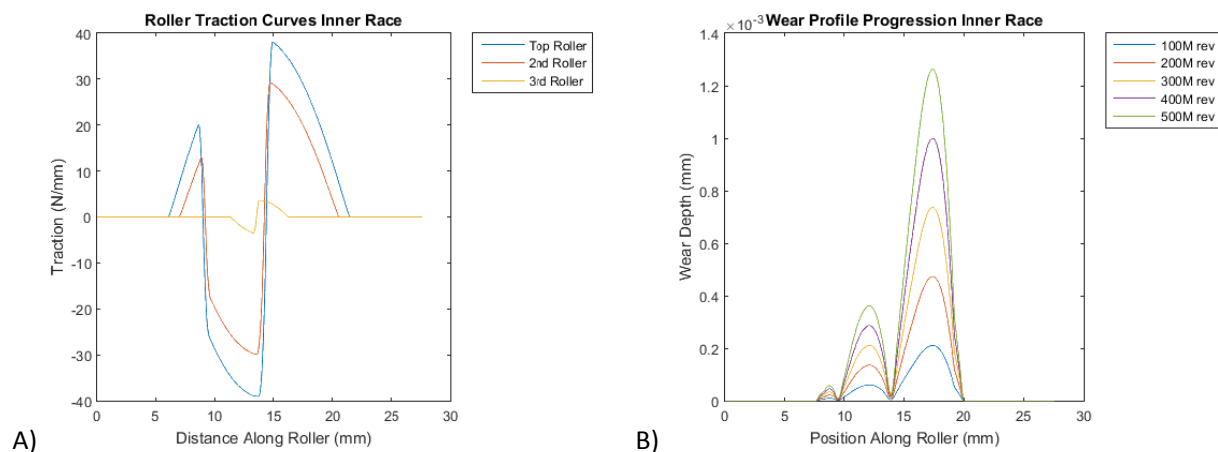 Roller Traction Curves Inner Race
40
30
20
10
0
-10
-20
-30
-40
Traction (N/mm)
0 5 10 15 20 25 30
Distance Along Roller (mm)
Top Roller
2nd Roller
3rd Roller
A)
×10⁻³ Wear Profile Progression Inner Race
1.4
1.2
1
0.8
0.6
0.4
0.2
0
Wear Depth (mm)
0 5 10 15 20 25 30
Position Along Roller (mm)
100M rev
200M rev
300M rev
400M rev
500M rev
B)